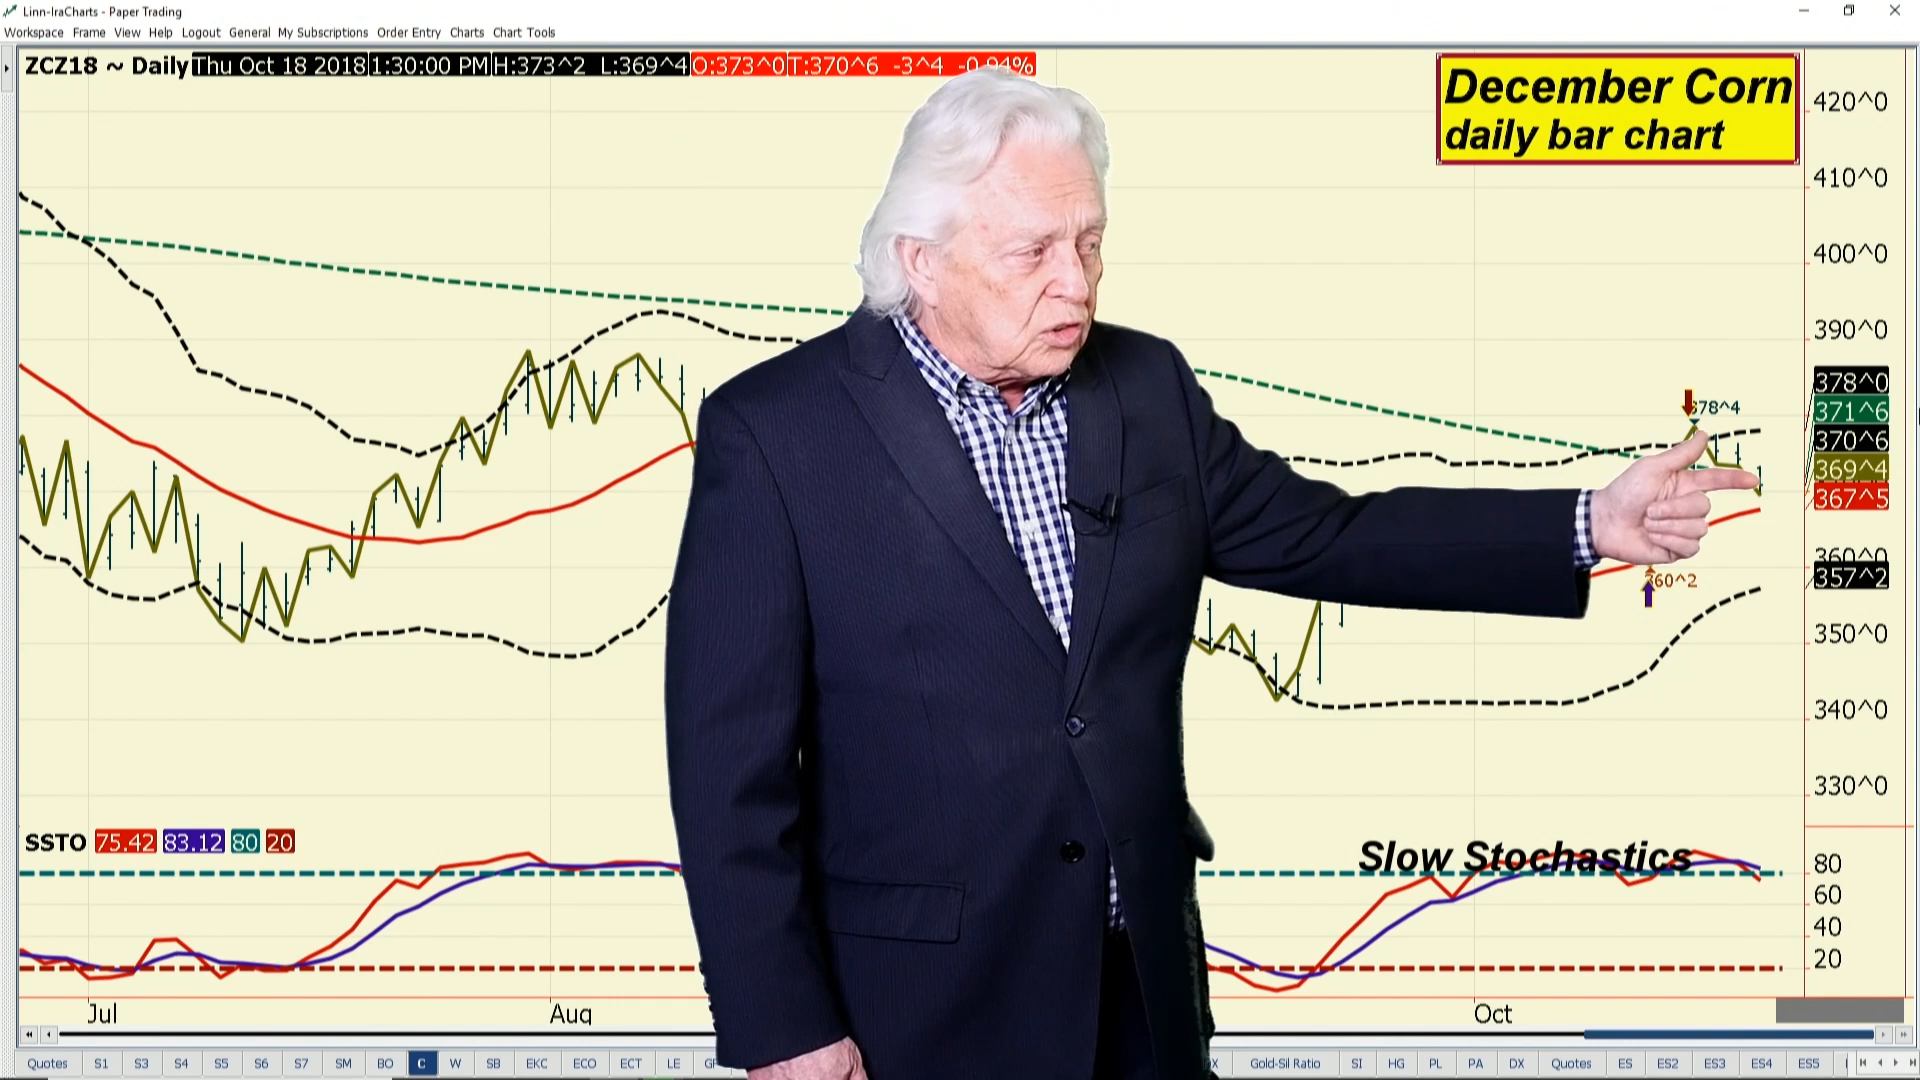 Linn-IraCharts - Paper Trading
Workspace Frame View Help Logout General My Subscriptions Order Entry Charts Chart Tools
ZCZ18 ~ Daily Thu Oct 18 2018 1:30:00 PM H:373^2 L:369^4 O:373^0 T:370^6 -3^4 -0.94%
December Corn
daily bar chart
420^0
410^0
400^0
390^0
378^0
378^4
371^6
370^6
369^4
367^5
360^0
357^2
360^2
350^0
340^0
330^0
SSTO 75.42 83.12 80 20
Slow Stochastics
80
60
40
20
Jul Aug Oct
Quotes S1 S3 S4 S5 S6 S7 SM BO C W SB EKC ECO ECT LE Gold-Sil Ratio SI HG PL PA DX Quotes ES ES2 ES3 ES4 ES5